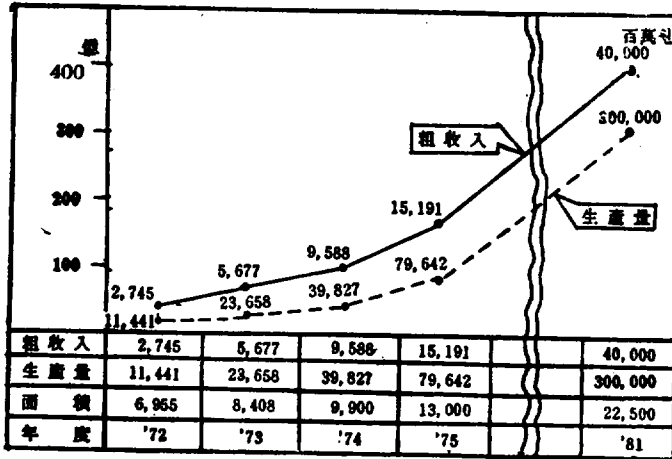 百萬원
億
40,000
400
300,000
300
粗收入
200
15,191
生產量
9,588
79,642
100
5,677
2,745
39,827
23,658
11,441
粗收入 2,745 5,677 9,588 15,191 40,000
生產量 11,441 23,658 39,827 79,642 300,000
面積 6,955 8,408 9,900 13,000 22,500
年度 '72 '73 '74 '75 '81